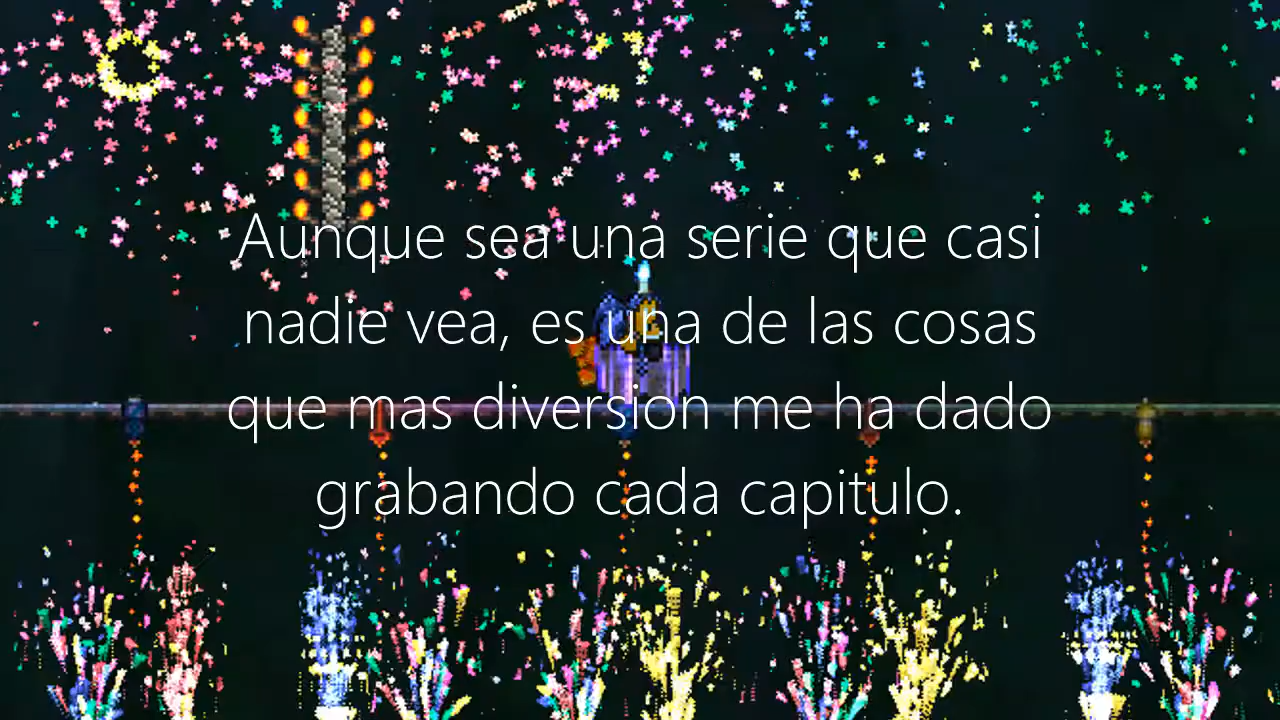 Aunque sea una serie que casi
nadie vea, es una de las cosas
que mas diversion me ha dado
grabando cada capitulo.